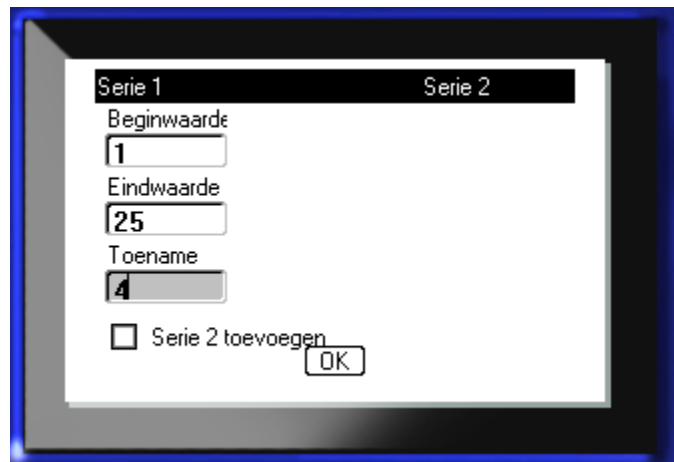 Serie 1 Serie 2
Beginwaarde
1
Eindwaarde
25
Toename
4
Serie 2 toevoegen
OK